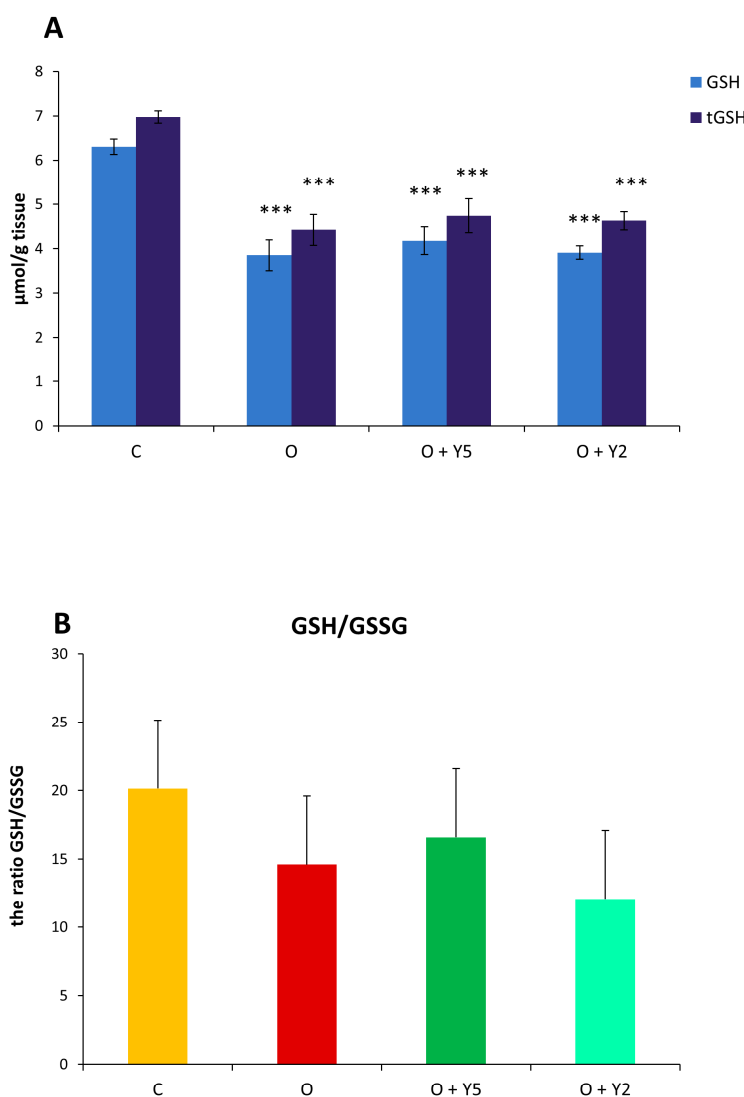 A
8
7
6
5
4
3
2
1
0
µmol/g tissue
GSH
tGSH
***
***
***
***
***
***
C
O
O + Y5
O + Y2
B
GSH/GSSG
30
25
20
15
10
5
0
the ratio GSH/GSSG
C
O
O + Y5
O + Y2